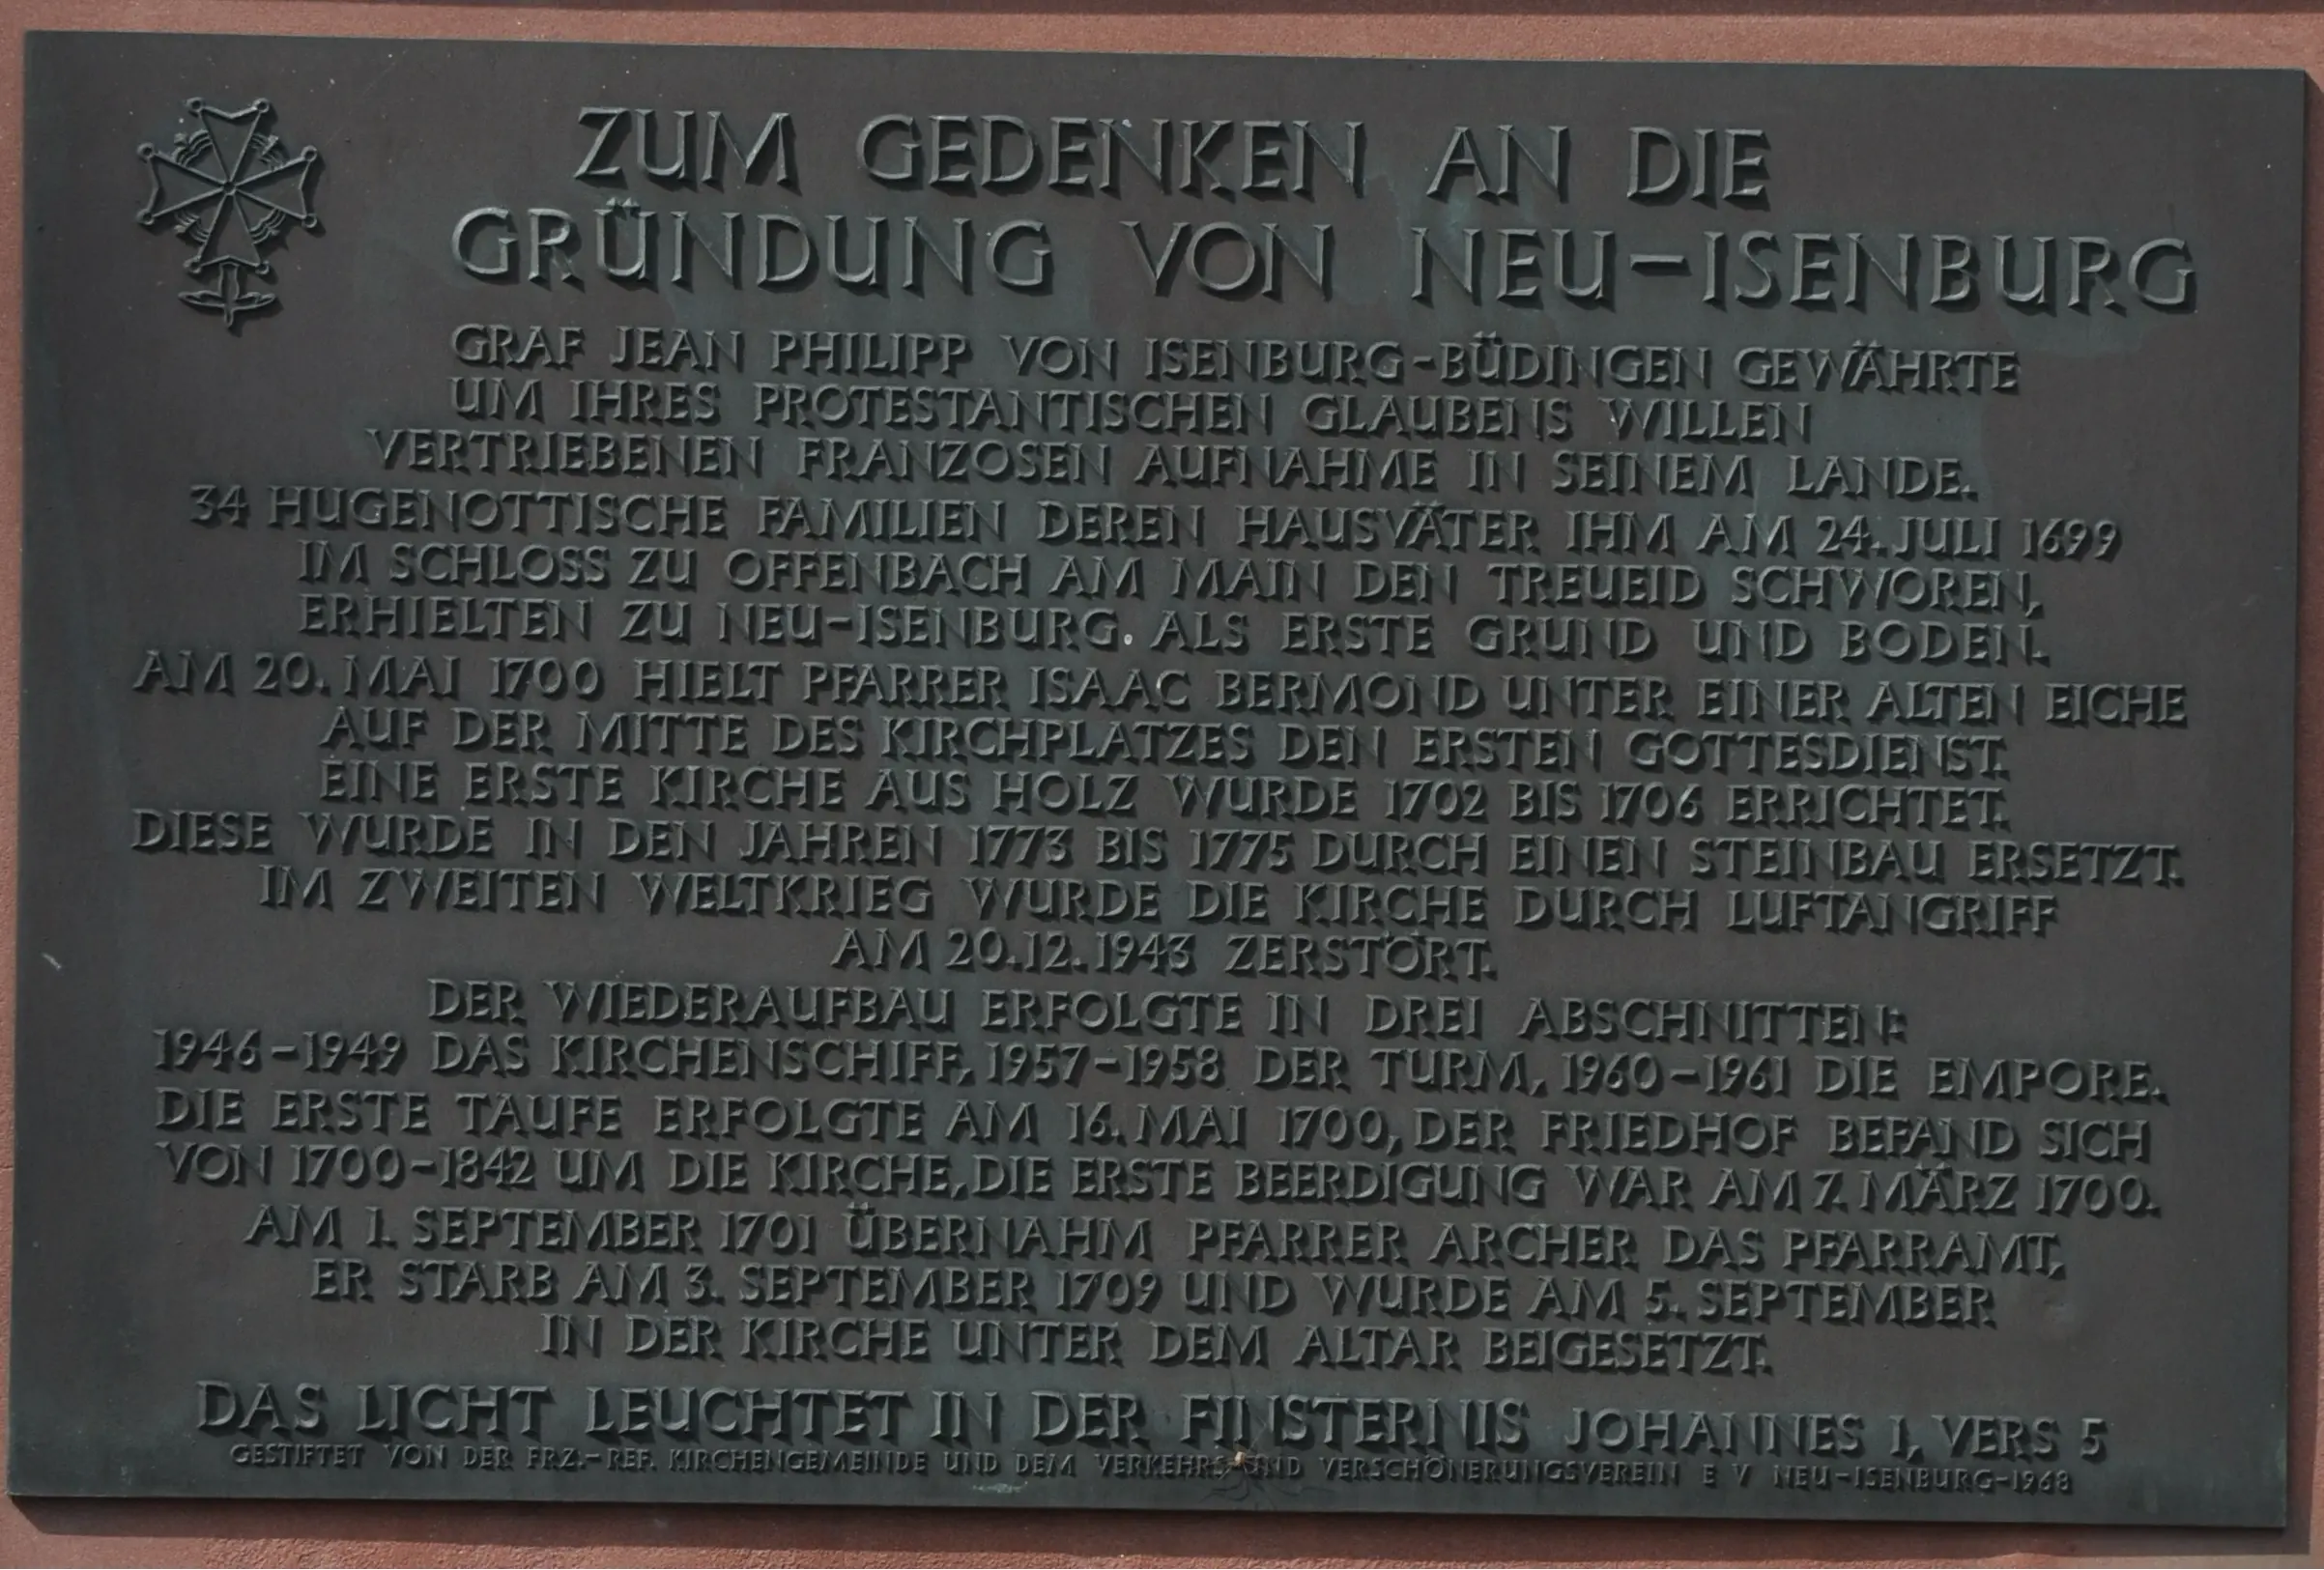 ZUM GEDENKEN AN DIE
GRÜNDUNG VON NEU-ISENBURG
GRAF JEAN PHILIPP VON ISENBURG-BÜDINGEN GEWÄHRTE
UM IHRES PROTESTANTISCHEN GLAUBENS WILLEN
VERTRIEBENEN FRANZOSEN AUFNAHME IN SEINEM LANDE.
34 HUGENOTTISCHE FAMILIEN DEREN HAUSVÄTER IHM AM 24. JULI 1699
IM SCHLOSS ZU OFFENBACH AM MAIN DEN TREUEID SCHWOREN,
ERHIELTEN ZU NEU-ISENBURG. ALS ERSTE GRUND UND BODEN.
AM 20. MAI 1700 HIELT PFARRER ISAAC BERMOND UNTER EINER ALTEN EICHE
AUF DER MITTE DES KIRCHPLATZES DEN ERSTEN GOTTESDIENST.
EINE ERSTE KIRCHE AUS HOLZ WURDE 1702 BIS 1706 ERRICHTET.
DIESE WURDE IN DEN JAHREN 1773 BIS 1775 DURCH EINEN STEINBAU ERSETZT.
IM ZWEITEN WELTKRIEG WURDE DIE KIRCHE DURCH LUFTANGRIFF
AM 20.12.1943 ZERSTÖRT.
DER WIEDERAUFBAU ERFOLGTE IN DREI ABSCHNITTEN:
1946-1949 DAS KIRCHENSCHIFF, 1957-1958 DER TURM, 1960-1961 DIE EMPORE.
DIE ERSTE TAUFE ERFOLGTE AM 16. MAI 1700, DER FRIEDHOF BEFAND SICH
VON 1700-1842 UM DIE KIRCHE, DIE ERSTE BEERDIGUNG WAR AM 7. MÄRZ 1700.
AM 1. SEPTEMBER 1701 ÜBERNAHM PFARRER ARCHER DAS PFARRAMT,
ER STARB AM 3. SEPTEMBER 1709 UND WURDE AM 5. SEPTEMBER
IN DER KIRCHE UNTER DEM ALTAR BEIGESETZT.
DAS LICHT LEUCHTET IN DER FINSTERNIS JOHANNES 1, VERS 5
GESTIFTET VON DER FRZ.-REF. KIRCHENGEMEINDE UND DEM VERKEHRS-UND VERSCHÖNERUNGSVEREIN E V NEU-ISENBURG-1968